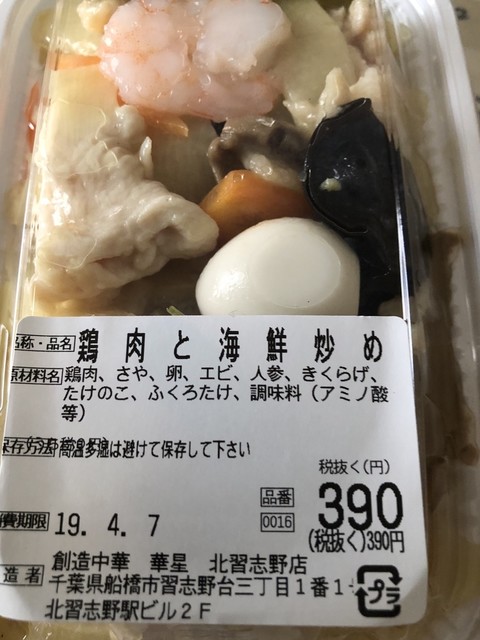 名称・品名 鶏肉と海鮮炒め
原材料名 鶏肉、さや、卵、エビ、人参、きくらげ、
たけのこ、ふくろたけ、調味料（アミノ酸
等）
保存方法 高温多湿は避けて保存して下さい
税抜く(円)
品番 390
0016 (税抜く)390円
消費期限 19. 4. 7
創造中華 華星 北習志野店
造者 千葉県船橋市習志野台三丁目１番１-
北習志野駅ビル２Ｆ
プラ